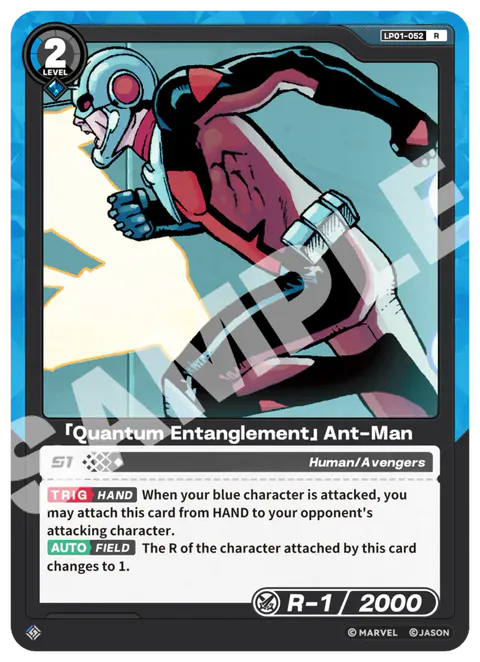 2
LEVEL
LP01-052 R
SAMPLE
「Quantum Entanglement」 Ant-Man
S1
Human/Avengers
TRIG HAND When your blue character is attacked, you
may attach this card from HAND to your opponent's
attacking character.
AUTO FIELD The R of the character attached by this card
changes to 1.
R-1 / 2000
©MARVEL ©JASON